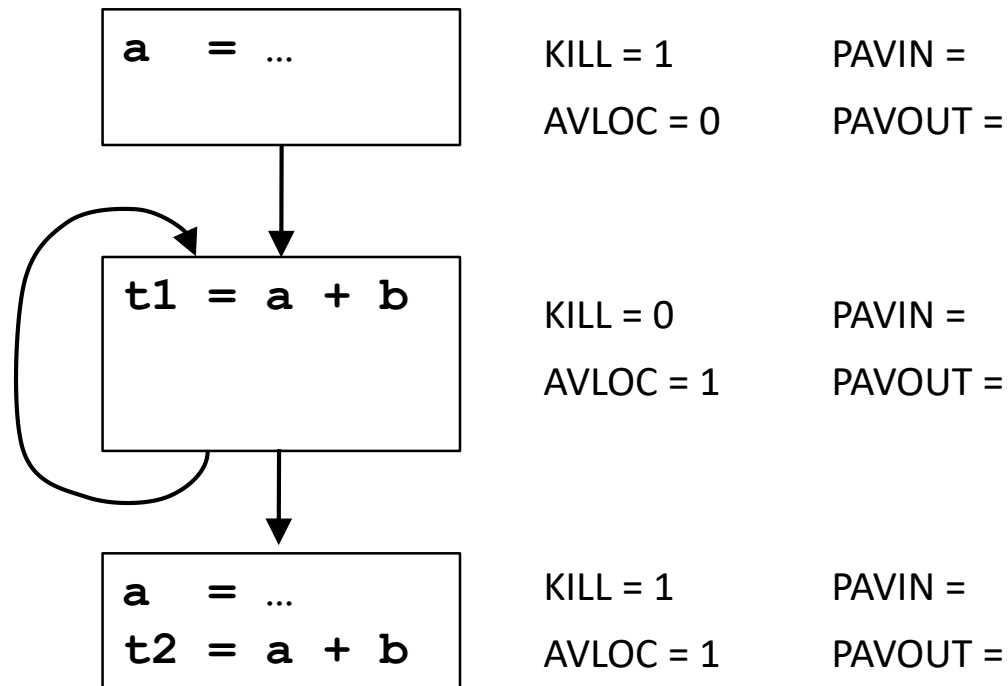 a = …
KILL = 1 PAVIN =
AVLOC = 0 PAVOUT =
t1 = a + b
KILL = 0 PAVIN =
AVLOC = 1 PAVOUT =
a = …
t2 = a + b
KILL = 1 PAVIN =
AVLOC = 1 PAVOUT =